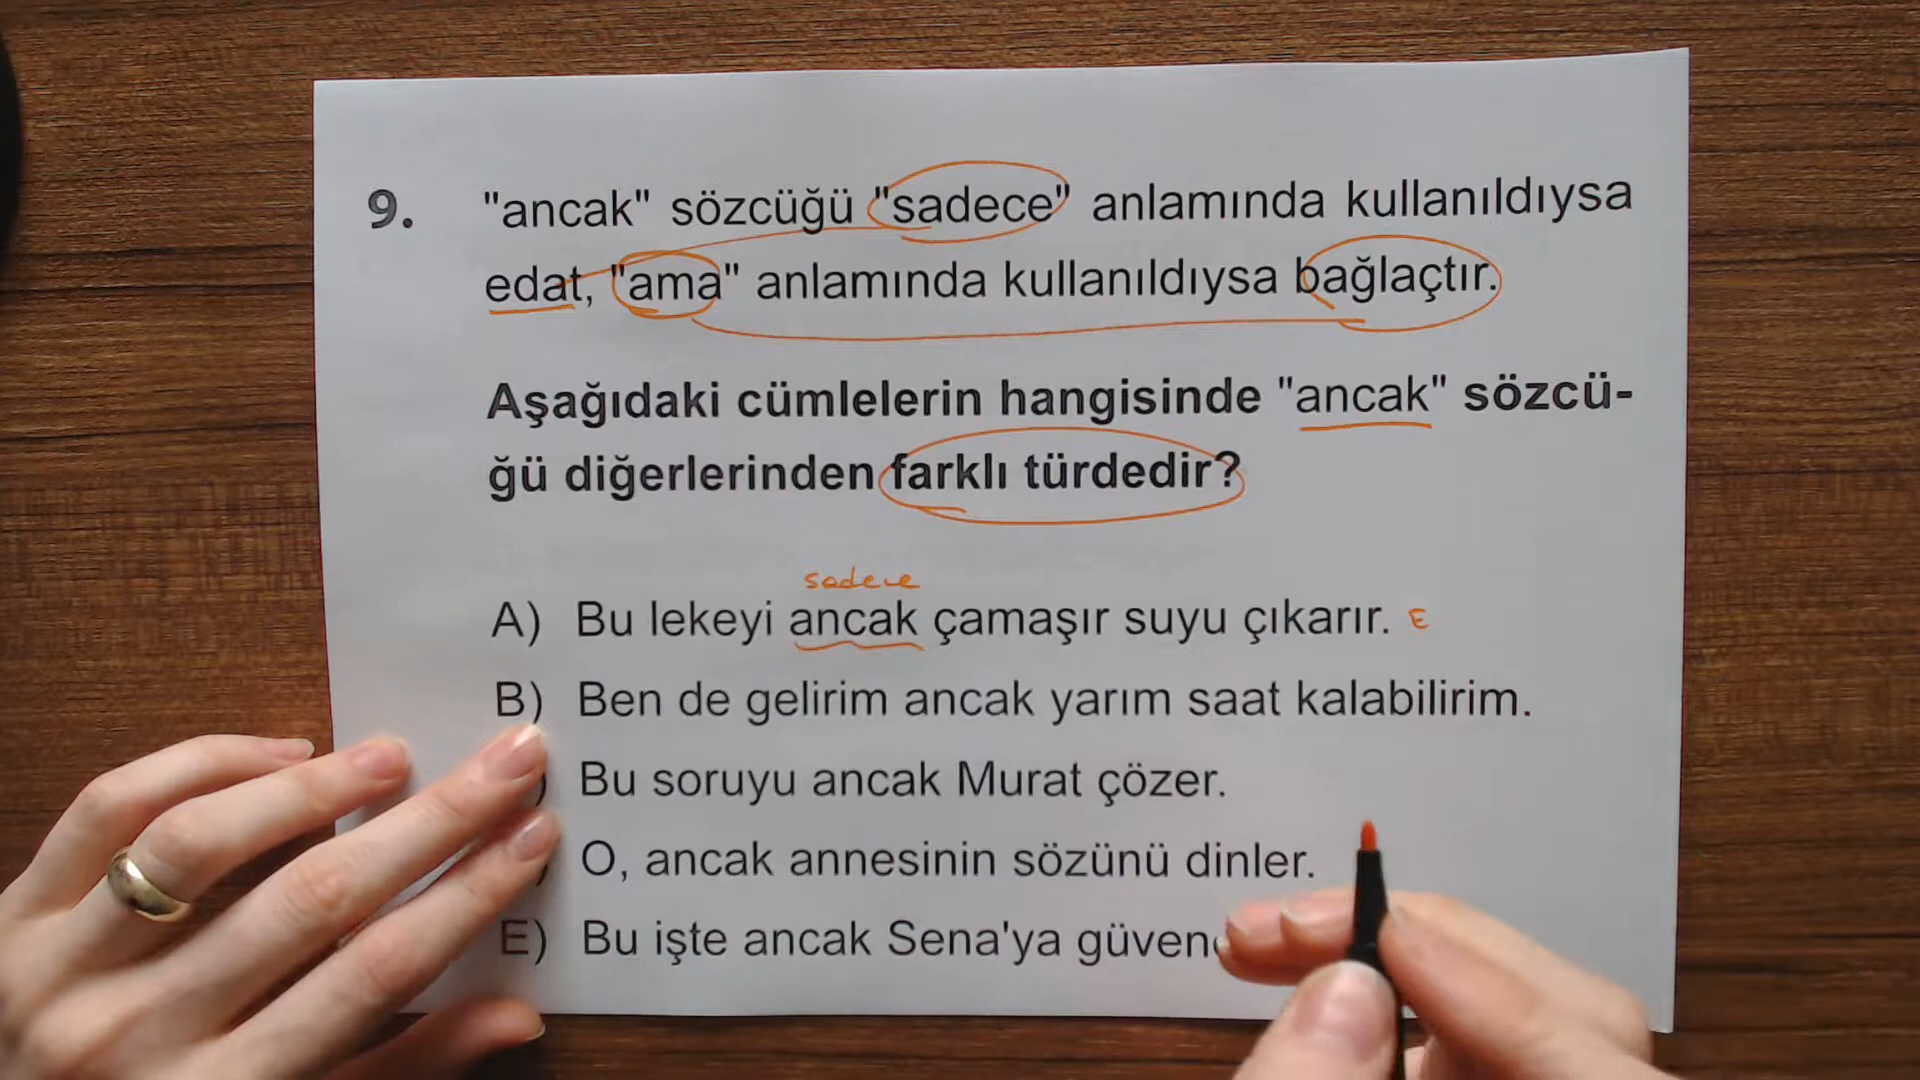 9. "ancak" sözcüğü "sadece" anlamında kullanıldıysa
edat, "ama" anlamında kullanıldıysa bağlaçtır.
Aşağıdaki cümlelerin hangisinde "ancak" sözcü-
ğü diğerlerinden farklı türdedir?
sadece
A) Bu lekeyi ancak çamaşır suyu çıkarır. E
B) Ben de gelirim ancak yarım saat kalabilirim.
) Bu soruyu ancak Murat çözer.
) O, ancak annesinin sözünü dinler.
E) Bu işte ancak Sena'ya